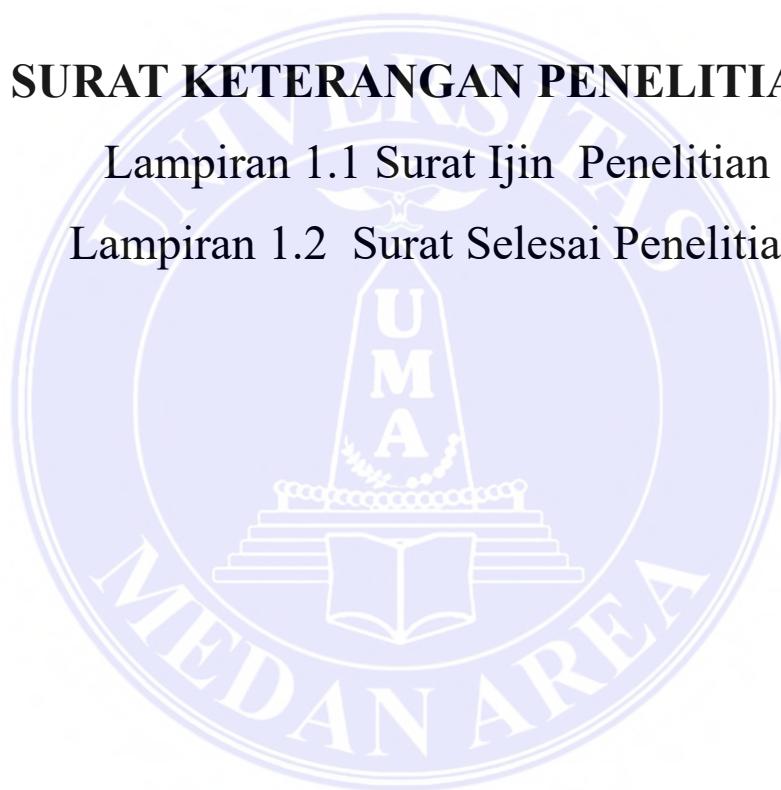 SURAT KETERANGAN PENELITIA
Lampiran 1.1 Surat Ijin Penelitian
Lampiran 1.2 Surat Selesai Penelitia
UNIVERSITAS
UMA
MEDAN AREA